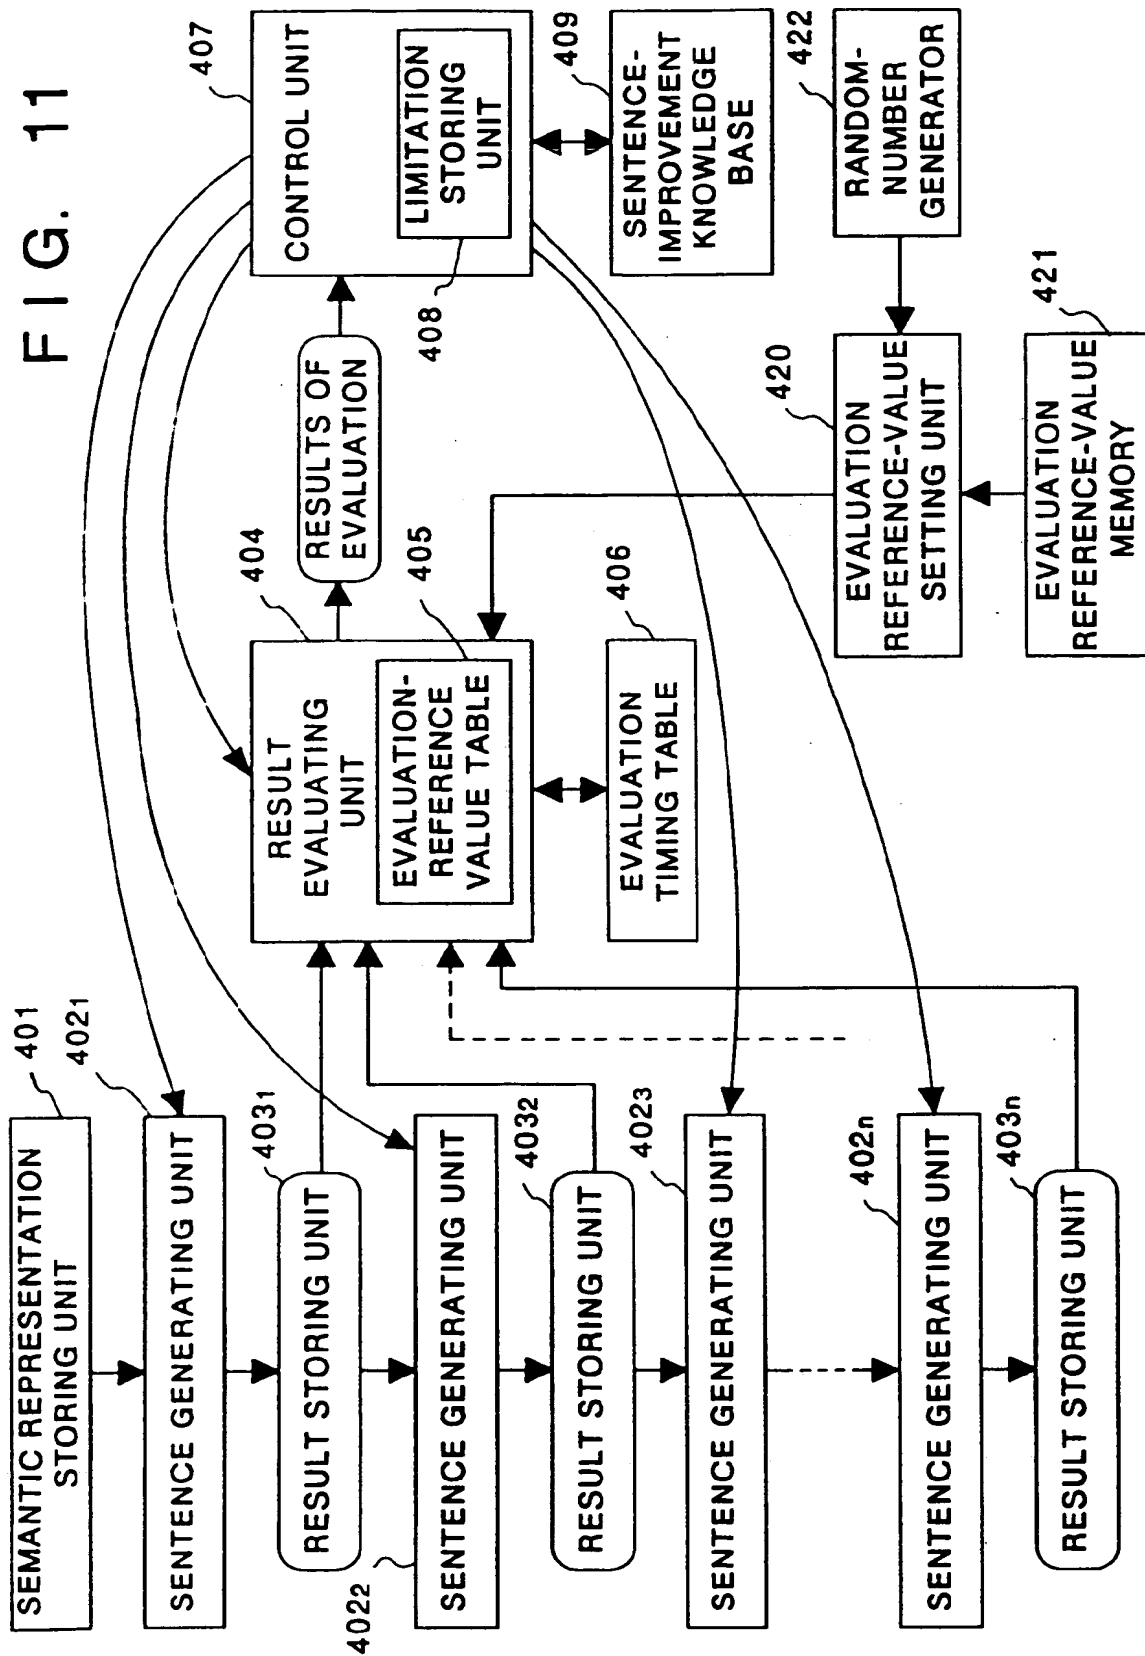 FIG. 11
SEMANTIC REPRESENTATION
STORING UNIT
401
SENTENCE GENERATING UNIT
4021
RESULT STORING UNIT
4031
SENTENCE GENERATING UNIT
4022
RESULT STORING UNIT
4032
SENTENCE GENERATING UNIT
4023
SENTENCE GENERATING UNIT
402n
RESULT STORING UNIT
403n
404
RESULT
EVALUATING
UNIT
405
EVALUATION-
REFERENCE
VALUE TABLE
406
EVALUATION
TIMING TABLE
RESULTS OF
EVALUATION
407
CONTROL UNIT
LIMITATION
STORING
UNIT
408
409
SENTENCE-
IMPROVEMENT
KNOWLEDGE
BASE
420
EVALUATION
REFERENCE-VALUE
SETTING UNIT
421
EVALUATION
REFERENCE-VALUE
MEMORY
422
RANDOM-
NUMBER
GENERATOR